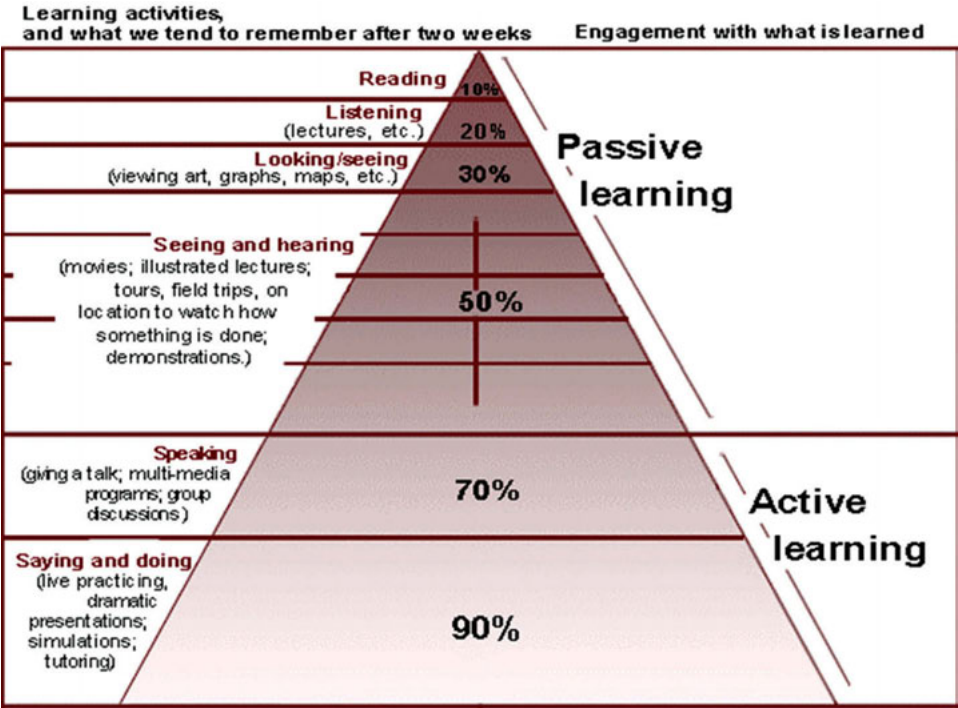 Learning activities,
and what we tend to remember after two weeks
Engagement with what is learned
Reading
10%
Listening
(lectures, etc.)
20%
Looking/seeing
(viewing art, graphs, maps, etc.)
30%
Passive
learning
Seeing and hearing
(movies; illustrated lectures;
tours, field trips, on
location to watch how
something is done;
demonstrations.)
50%
Speaking
(giving a talk; multi-media
programs; group
discussions)
70%
Active
learning
Saying and doing
(live practicing,
dramatic
presentations;
simulations;
tutoring)
90%